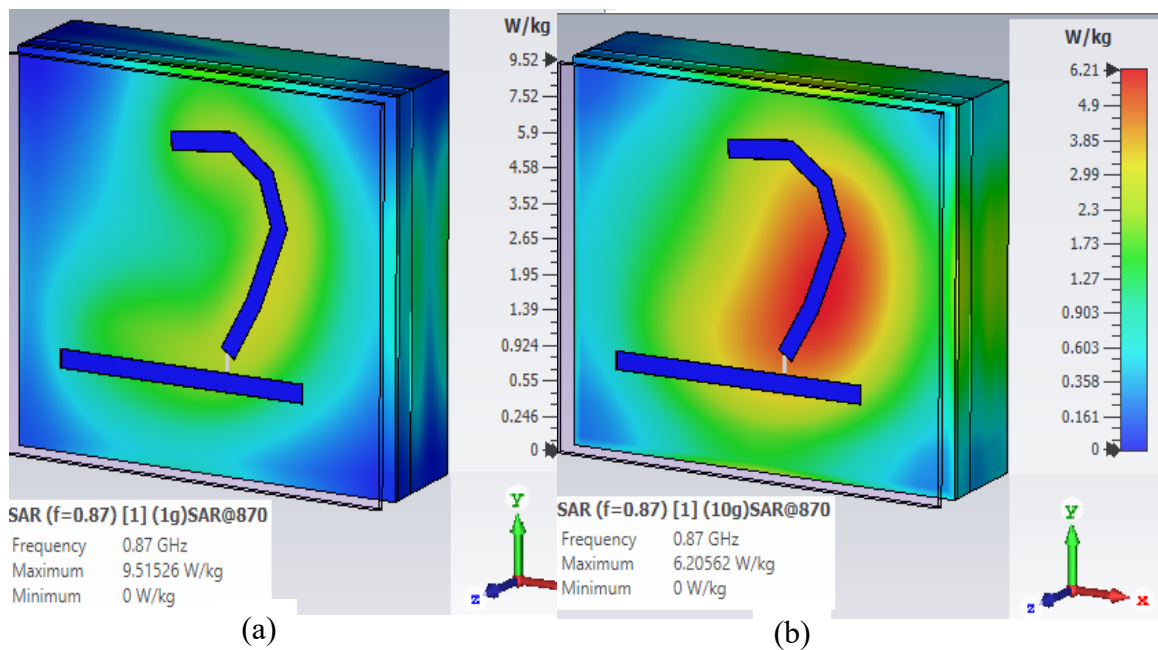 (a)
W/kg
9.52
7.52
5.9
4.58
3.52
2.65
1.95
1.39
0.924
0.55
0.246
0
SAR (f=0.87) [1] (1g)SAR@870
Frequency 0.87 GHz
Maximum 9.51526 W/kg
Minimum 0 W/kg
y
z
(a)
(b)
W/kg
6.21
4.9
3.85
2.99
2.3
1.73
1.27
0.903
0.603
0.358
0.161
0
SAR (f=0.87) [1] (10g)SAR@870
Frequency 0.87 GHz
Maximum 6.20562 W/kg
Minimum 0 W/kg
y
z
x
(b)